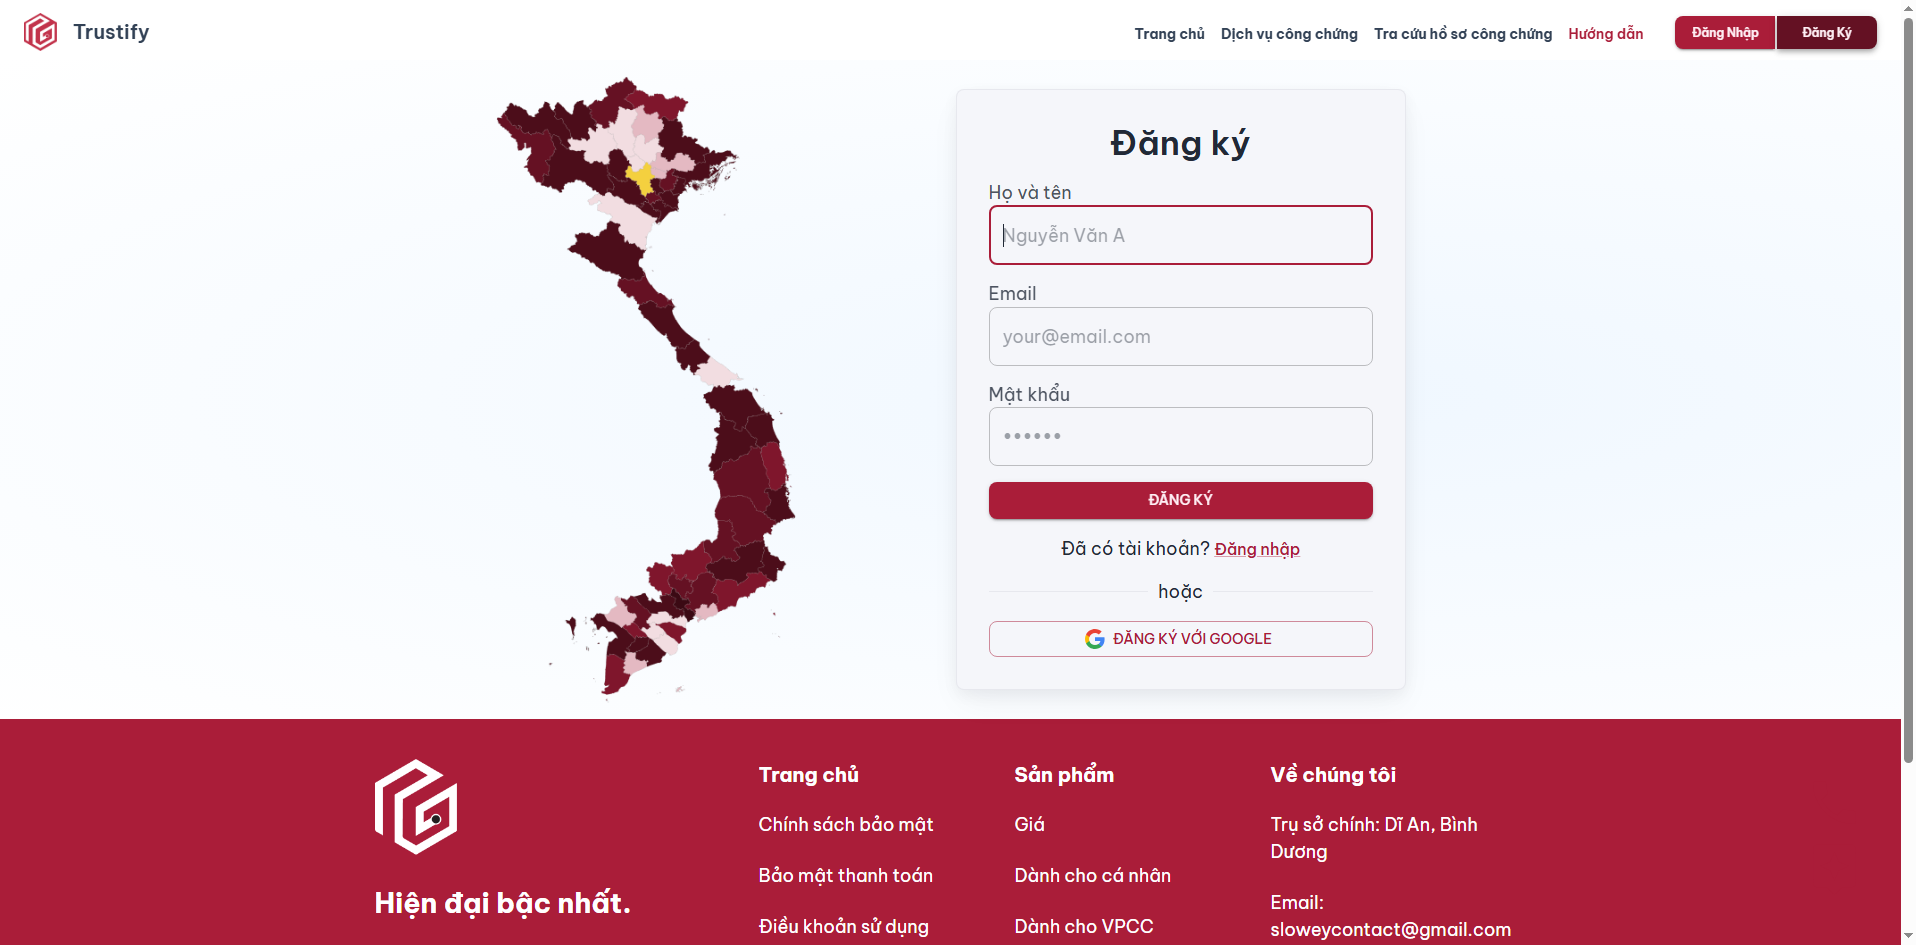 Trustify
Trang chủ
Dịch vụ công chứng
Tra cứu hồ sơ công chứng
Hướng dẫn
Đăng Nhập
Đăng Ký
Đăng ký
Họ và tên
Nguyễn Văn A
Email
your@email.com
Mật khẩu
••••••
ĐĂNG KÝ
Đã có tài khoản? Đăng nhập
hoặc
ĐĂNG KÝ VỚI GOOGLE
Hiện đại bậc nhất.
Trang chủ
Chính sách bảo mật
Bảo mật thanh toán
Điều khoản sử dụng
Sản phẩm
Giá
Dành cho cá nhân
Dành cho VPCC
Về chúng tôi
Trụ sở chính: Dĩ An, Bình
Dương
Email:
sloweycontact@gmail.com